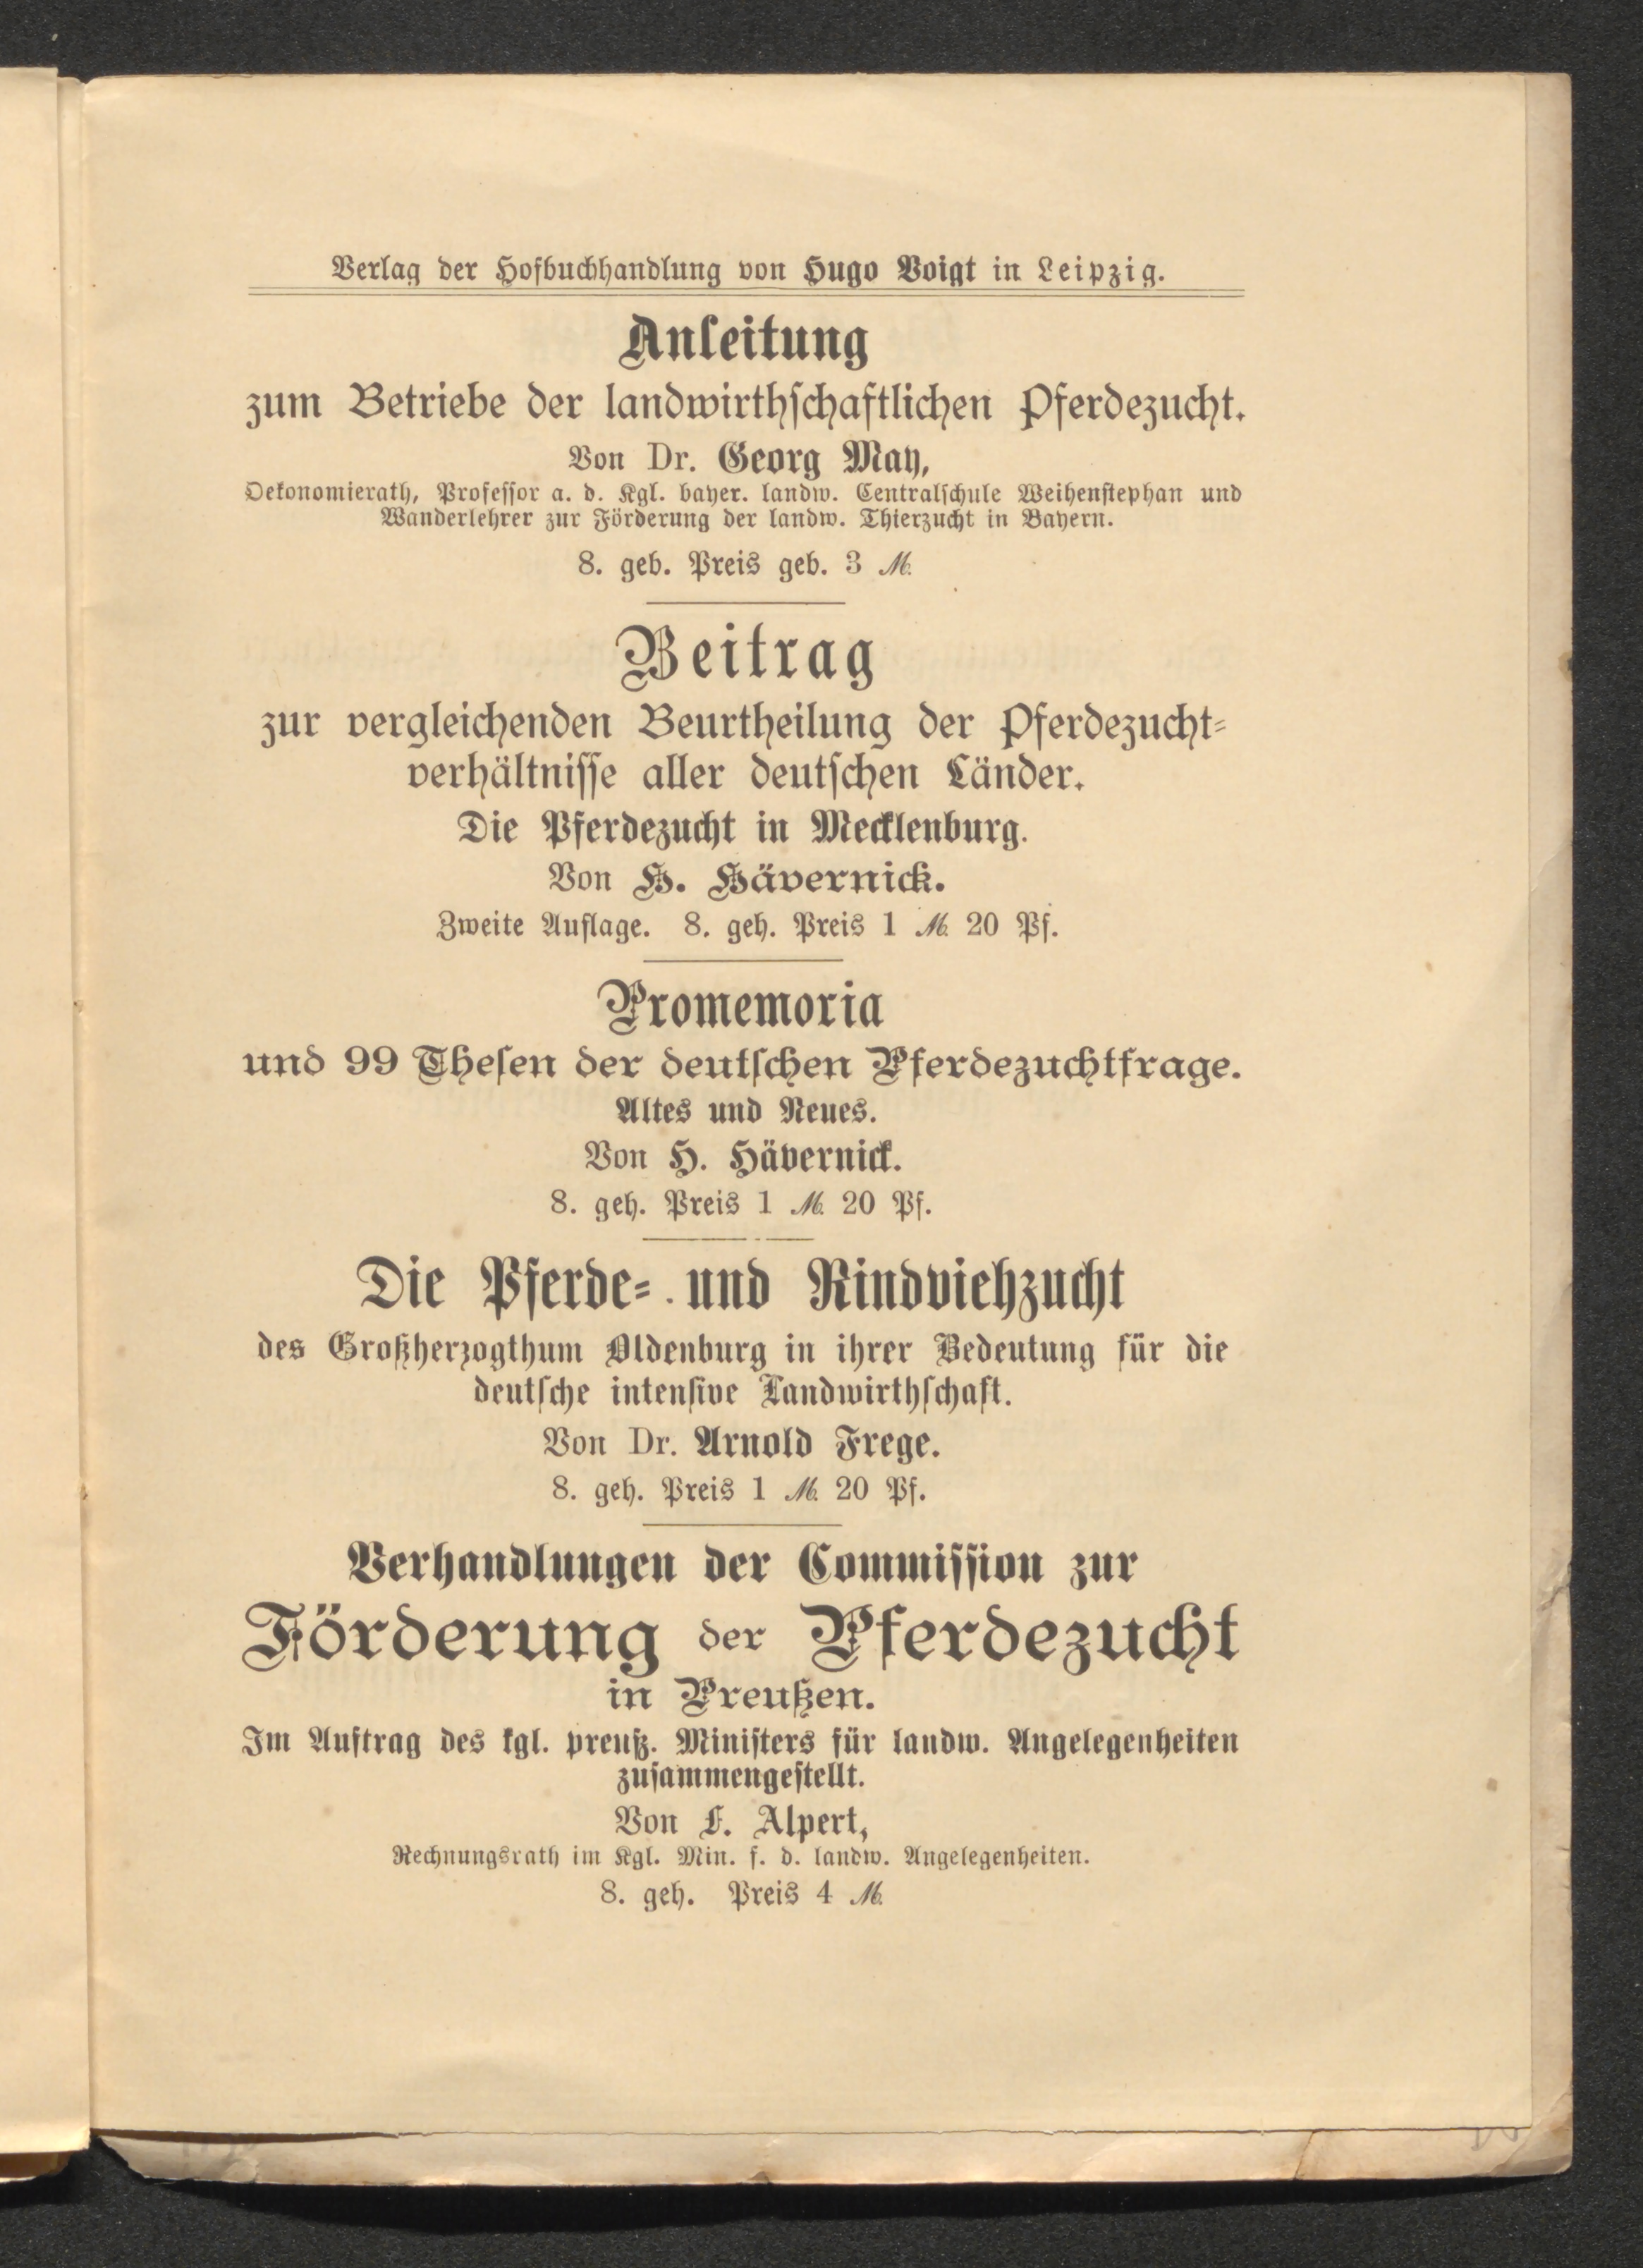 Verlag der Hofbuchhandlung von Hugo Voigt in Leipzig.
Anleitung
zum Betriebe der landwirthschaftlichen Pferdezucht.
Von Dr. Georg May,
Oekonomierath, Professor a. d. Kgl. bayer. landw. Centralschule Weihenstephan und
Wanderlehrer zur Förderung der landw. Thierzucht in Bayern.
8. geb. Preis geb. 3 M.
Beitrag
zur vergleichenden Beurtheilung der Pferdezucht-
verhältnisse aller deutschen Länder.
Die Pferdezucht in Mecklenburg.
Von H. Hävernick.
Zweite Auflage. 8. geh. Preis 1 M. 20 Pf.
Promemoria
und 99 Thesen der deutschen Pferdezuchtfrage.
Altes und Neues.
Von H. Hävernick.
8. geh. Preis 1 M. 20 Pf.
Die Pferde- und Rindviehzucht
des Großherzogthum Oldenburg in ihrer Bedeutung für die
deutsche intensive Landwirthschaft.
Von Dr. Arnold Frege.
8. geh. Preis 1 M. 20 Pf.
Verhandlungen der Commission zur
Förderung der Pferdezucht
in Preußen.
Im Auftrag des kgl. preuß. Ministers für landw. Angelegenheiten
zusammengestellt.
Von F. Alpert,
Rechnungsrath im Kgl. Min. f. d. landw. Angelegenheiten.
8. geh. Preis 4 M.